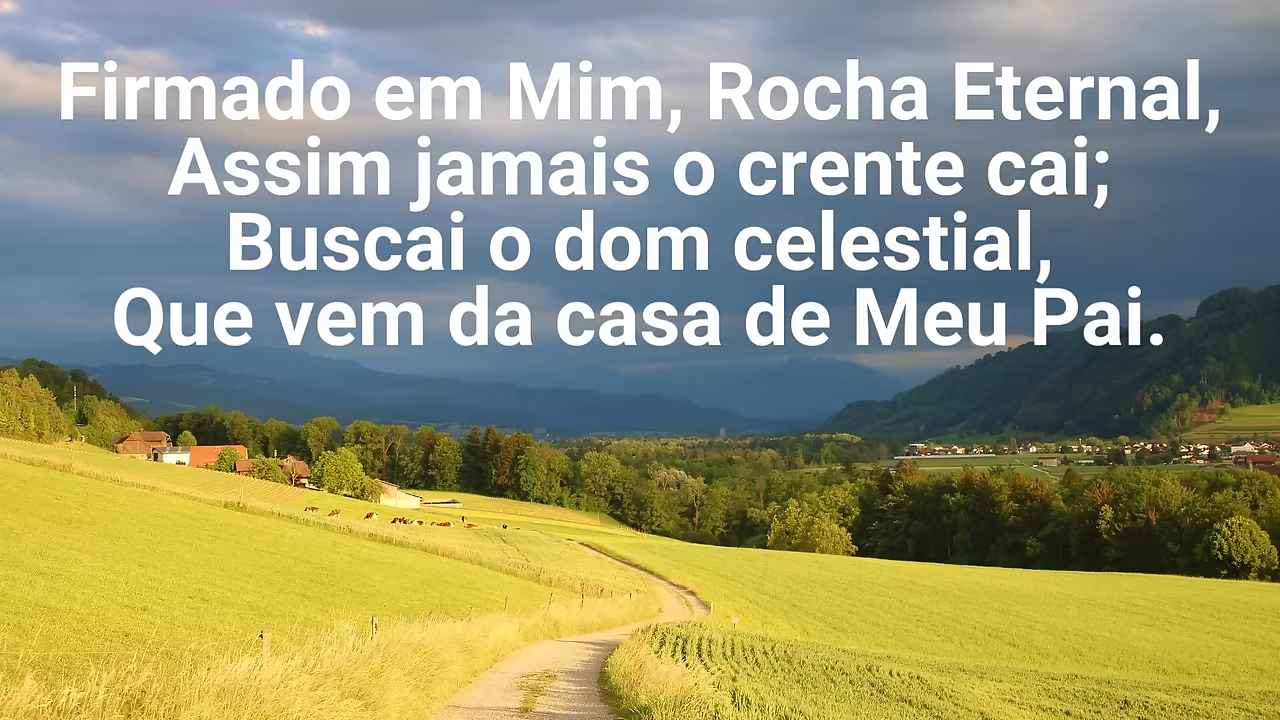 Firmado em Mim, Rocha Eternal,
Assim jamais o crente cai;
Buscai o dom celestial,
Que vem da casa de Meu Pai.